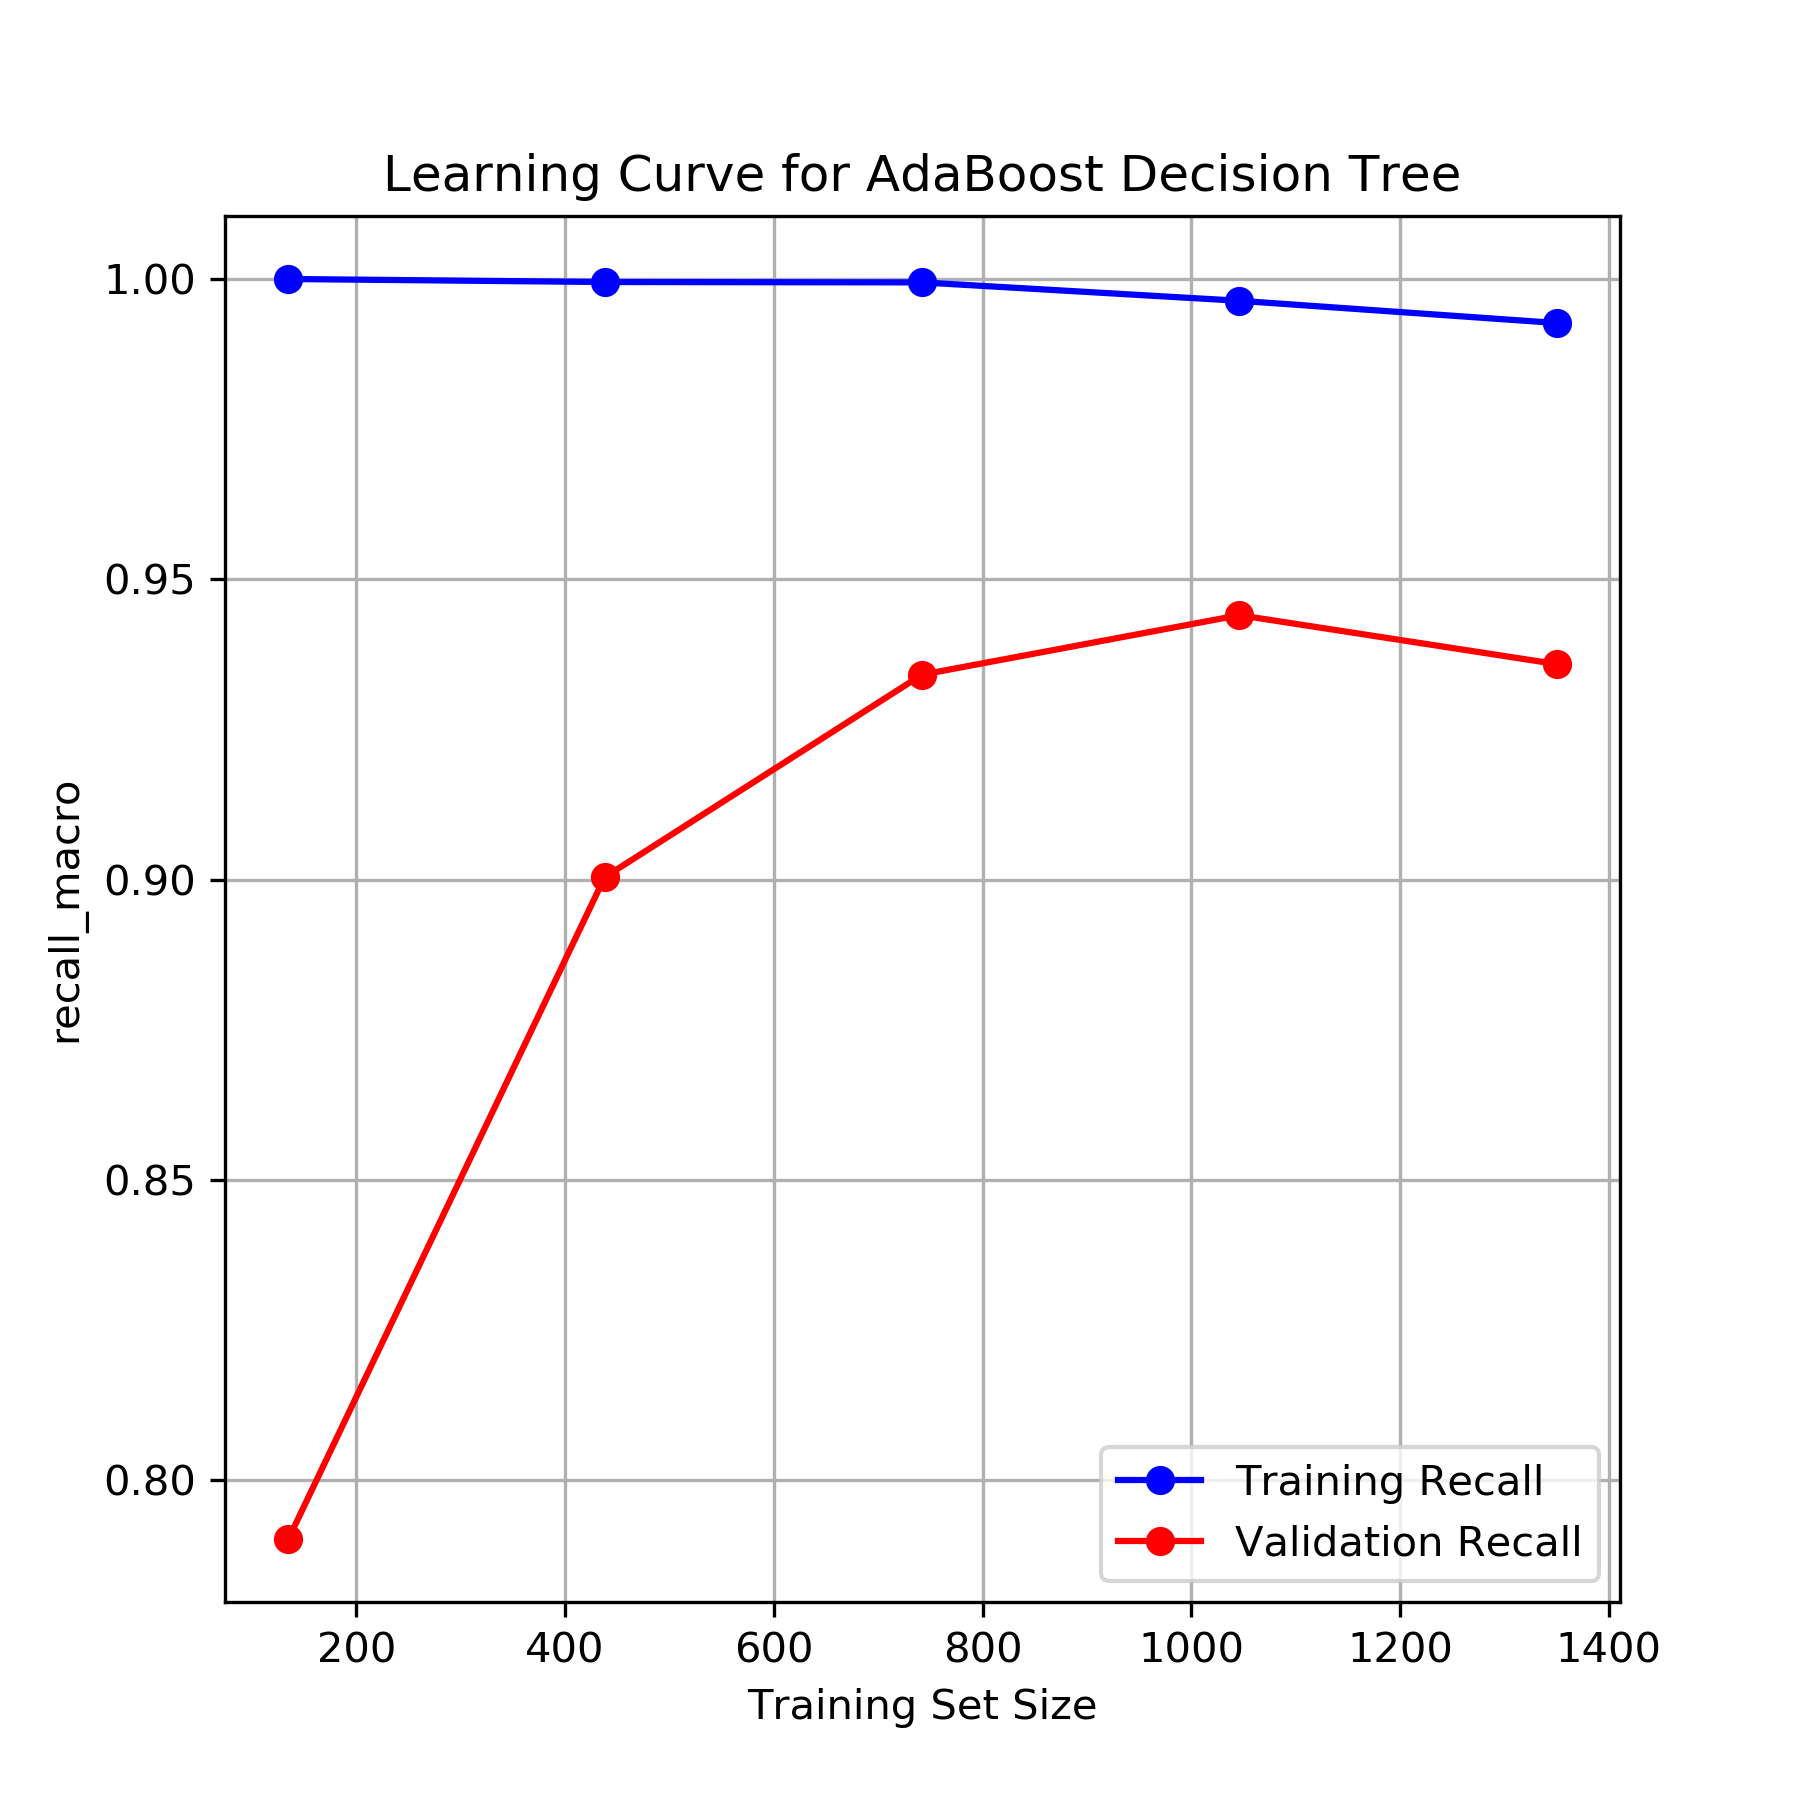 Learning Curve for AdaBoost Decision Tree
1.00
0.95
0.90
0.85
0.80
recall_macro
200 400 600 800 1000 1200 1400
Training Set Size
Training Recall
Validation Recall